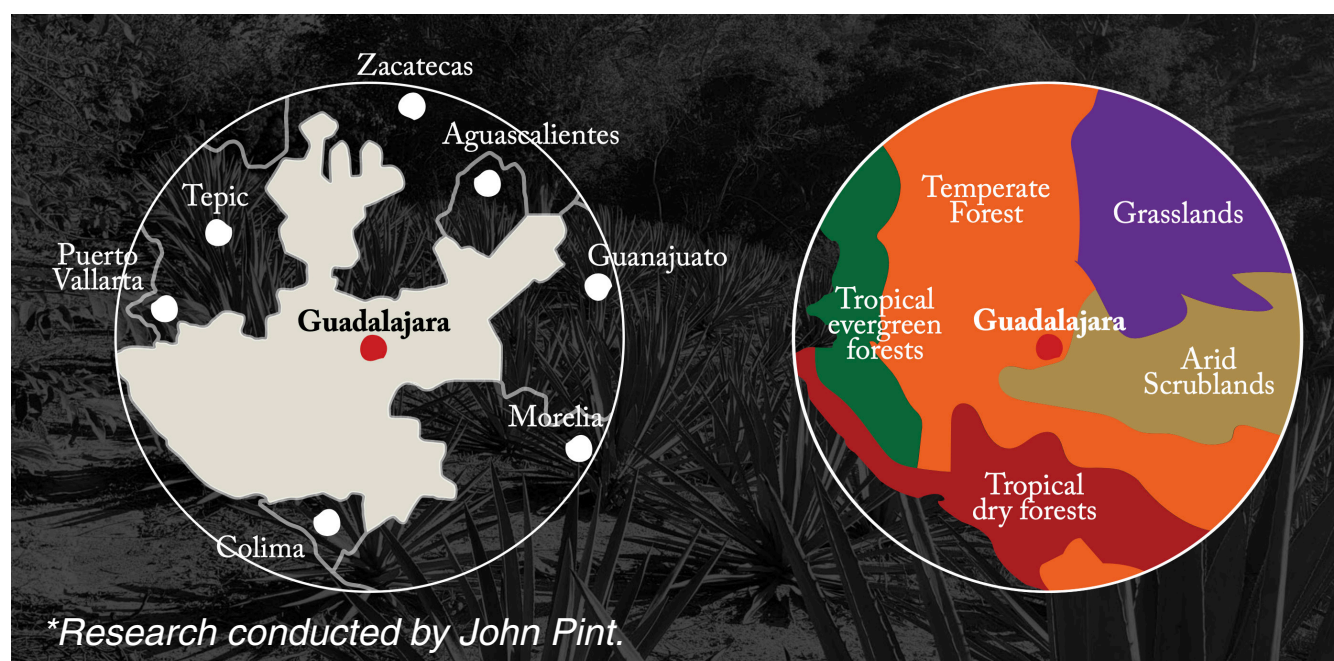 Zacatecas
Aguascalientes
Tepic
Puerto
Vallarta
Guanajuato
Guadalajara
Morelia
Colima
Temperate
Forest
Grasslands
Tropical
evergreen
forests
Guadalajara
Arid
Scrublands
Tropical
dry forests
*Research conducted by John Pint.